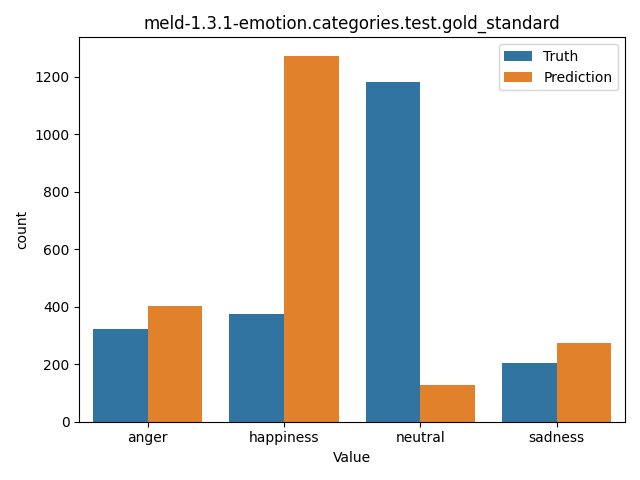 meld-1.3.1-emotion.categories.test.gold_standard
Truth
Prediction
1200
1000
800
600
400
200
0
count
anger happiness neutral sadness
Value